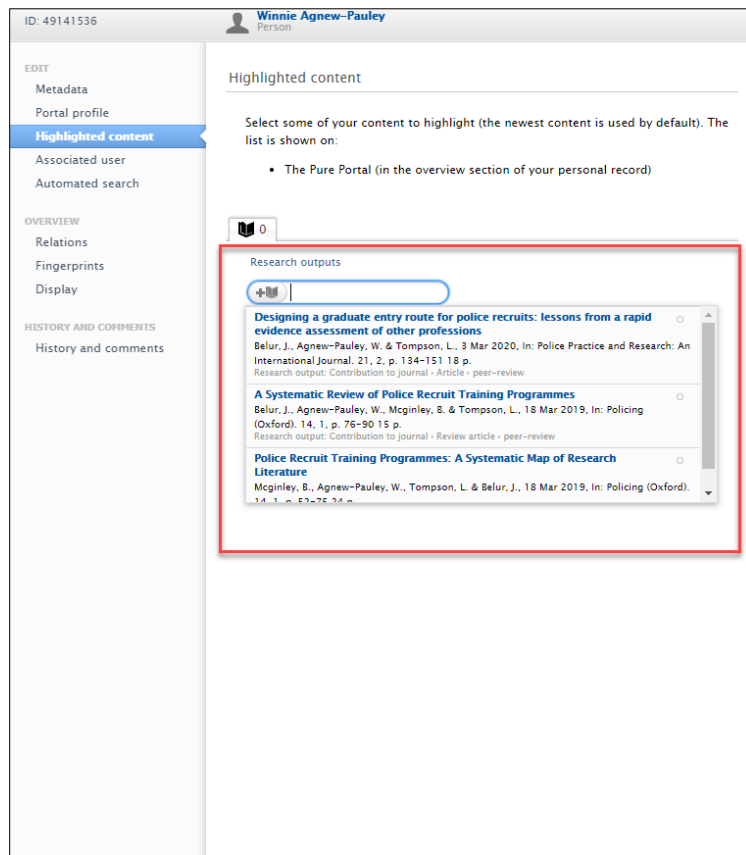 ID: 49141536
Winnie Agnew-Pauley
Person
EDIT
Metadata
Portal profile
Highlighted content
Associated user
Automated search
OVERVIEW
Relations
Fingerprints
Display
HISTORY AND COMMENTS
History and comments
Highlighted content
Select some of your content to highlight (the newest content is used by default). The
list is shown on:
• The Pure Portal (in the overview section of your personal record)
0
Research outputs
Designing a graduate entry route for police recruits: lessons from a rapid
evidence assessment of other professions
Belur, J., Agnew-Pauley, W. & Tompson, L., 3 Mar 2020, In: Police Practice and Research: An
International Journal. 21, 2, p. 134-151 18 p.
Research output: Contribution to journal › Article › peer-review
A Systematic Review of Police Recruit Training Programmes
Belur, J., Agnew-Pauley, W., Mcginley, B. & Tompson, L., 18 Mar 2019, In: Policing
(Oxford). 14, 1, p. 76-90 15 p.
Research output: Contribution to journal › Review article › peer-review
Police Recruit Training Programmes: A Systematic Map of Research
Literature
Mcginley, B., Agnew-Pauley, W., Tompson, L. & Belur, J., 18 Mar 2019, In: Policing (Oxford).
14, 1, p. 52-75 24 p.